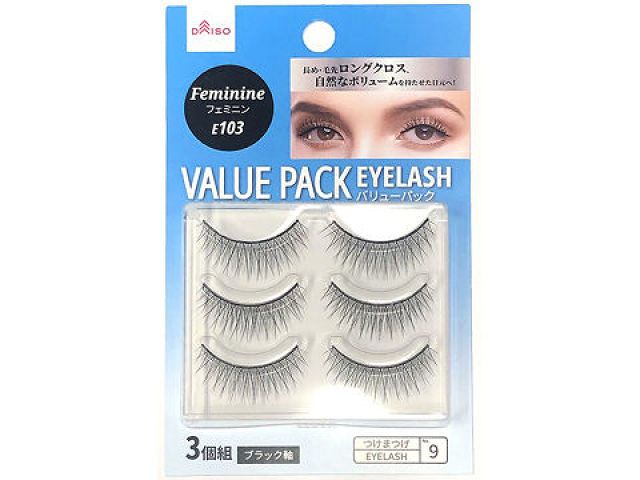 DAISO
Feminine
フェミニン
E103
長め・毛先ロングクロス、
自然なボリュームを持たせた目元へ!
VALUE PACK EYELASH
バリューパック
3個組
ブラック軸
つけまつげ
EYELASH
No.
9